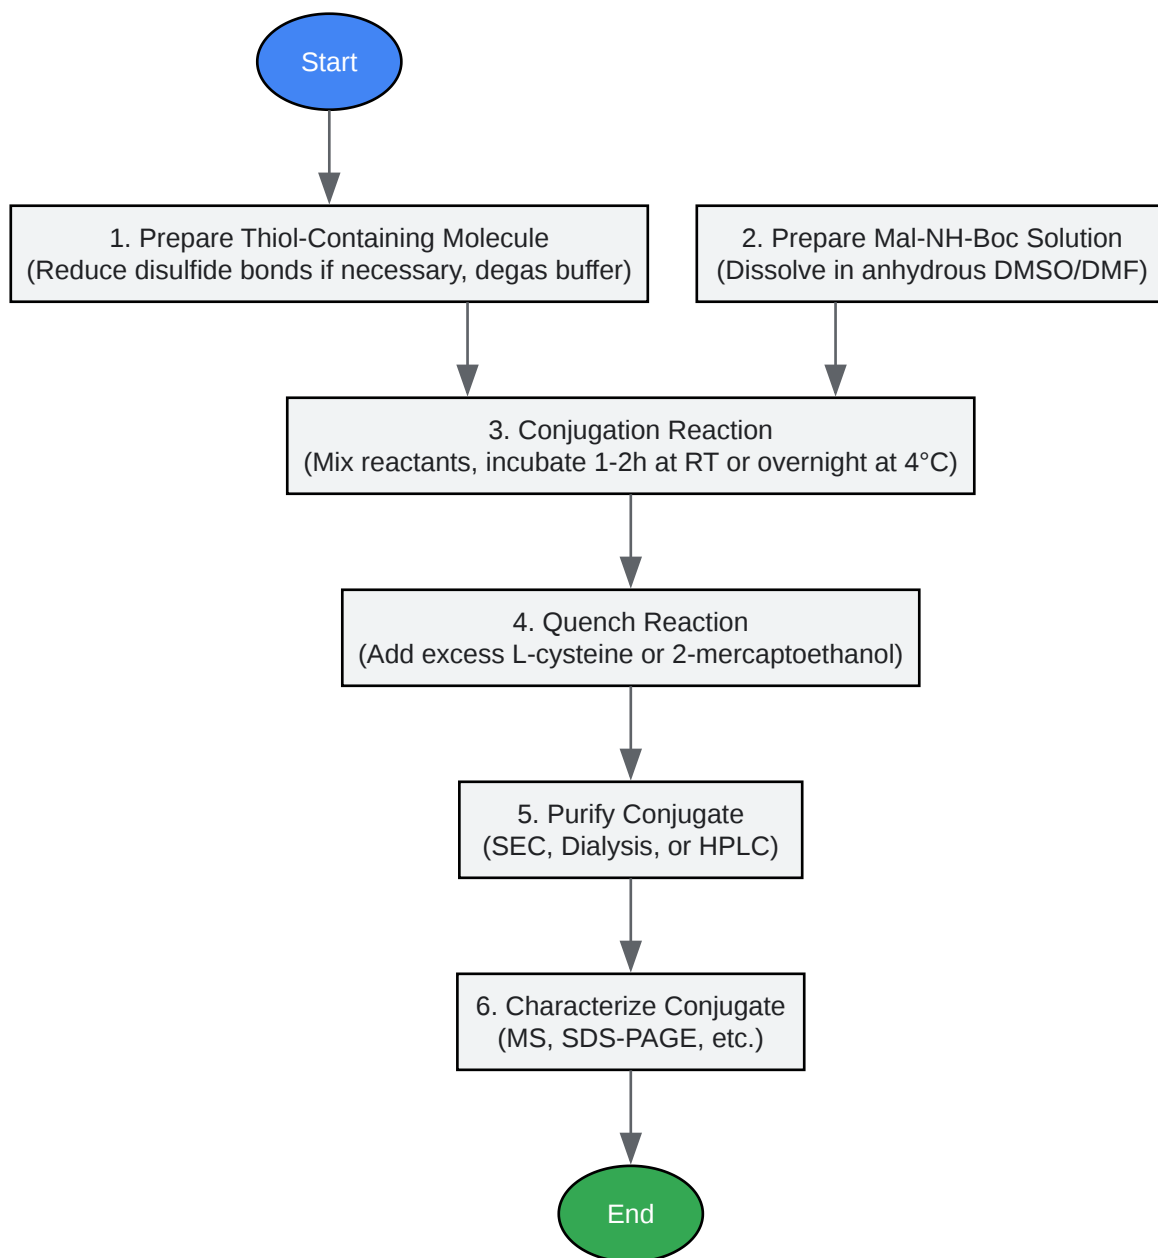 Start
1. Prepare Thiol-Containing Molecule
(Reduce disulfide bonds if necessary, degas buffer)
2. Prepare Mal-NH-Boc Solution
(Dissolve in anhydrous DMSO/DMF)
3. Conjugation Reaction
(Mix reactants, incubate 1-2h at RT or overnight at 4°C)
4. Quench Reaction
(Add excess L-cysteine or 2-mercaptoethanol)
5. Purify Conjugate
(SEC, Dialysis, or HPLC)
6. Characterize Conjugate
(MS, SDS-PAGE, etc.)
End